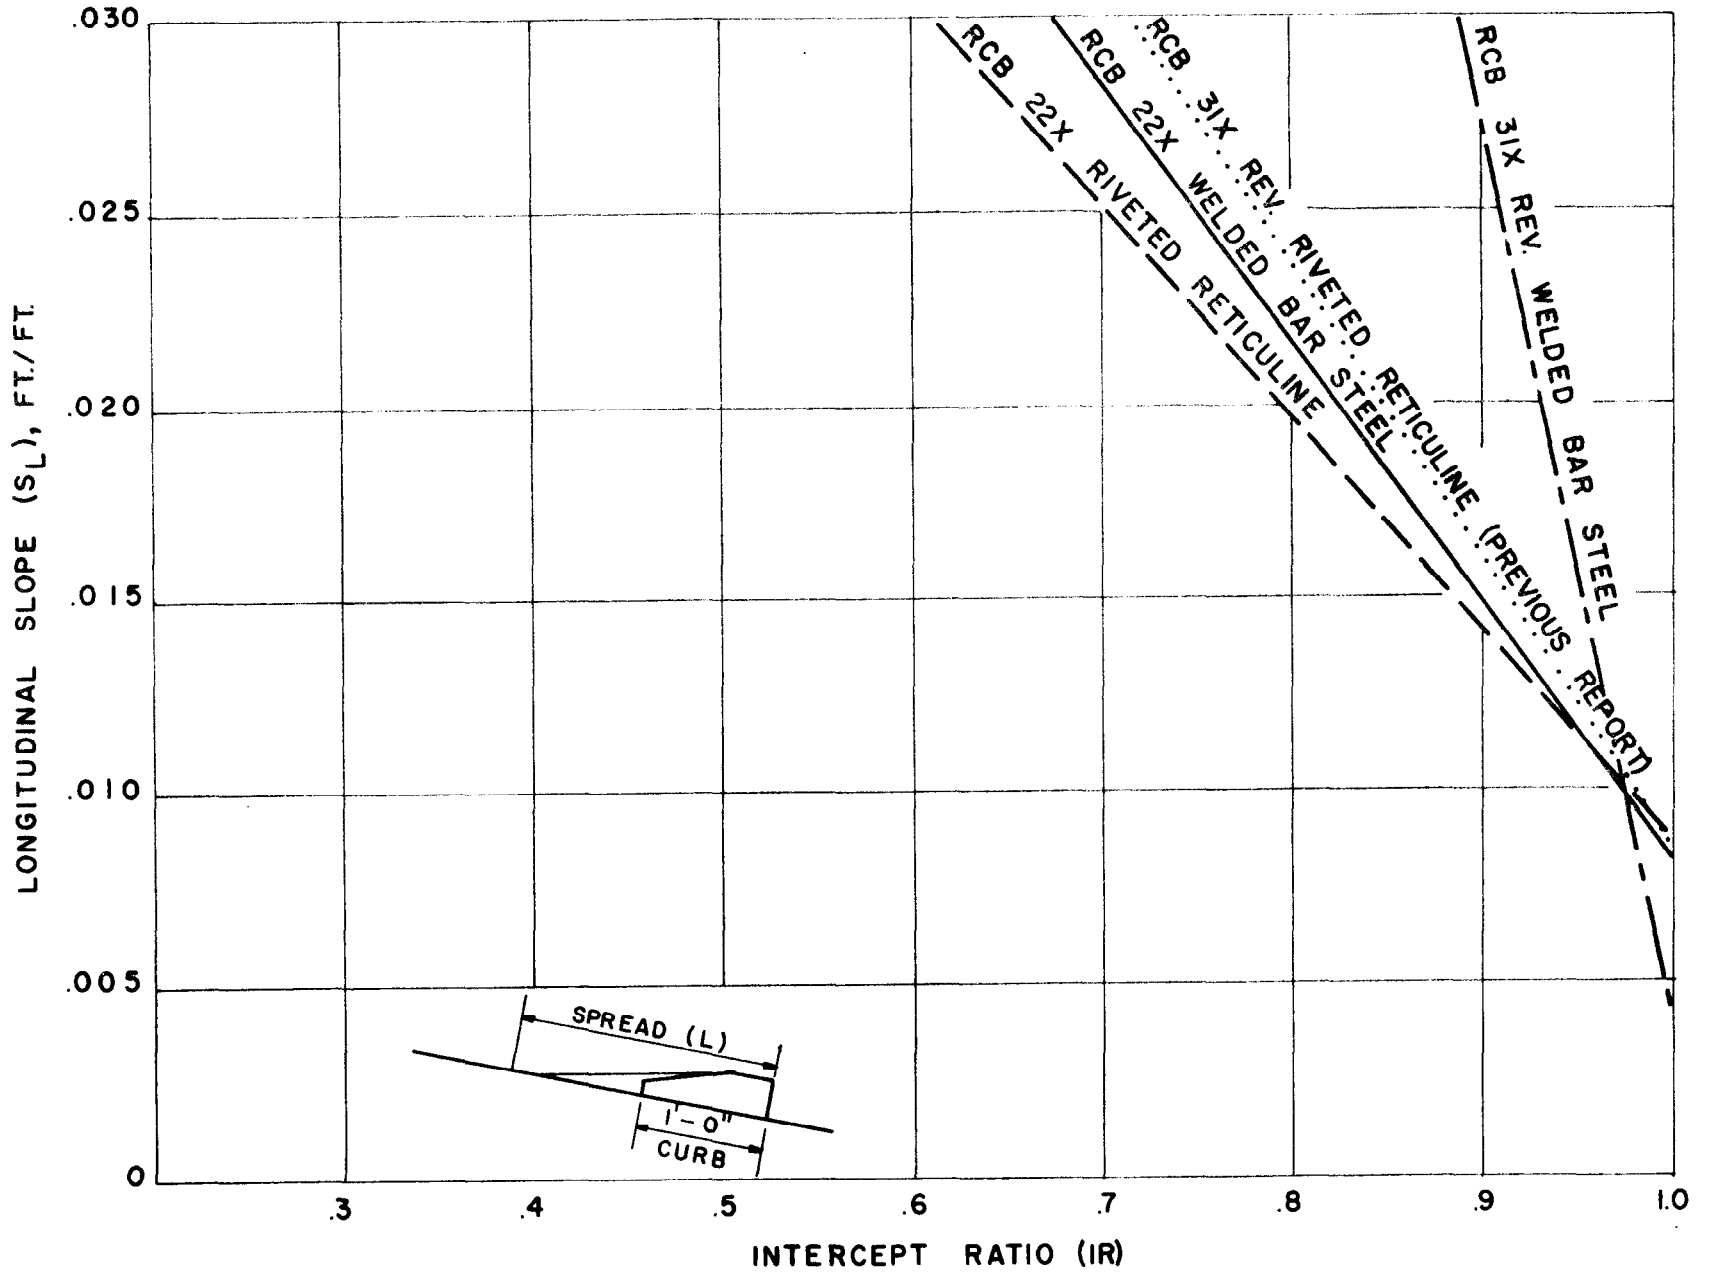 LONGITUDINAL SLOPE (SL), FT./FT.
.030
.025
.020
.015
.010
.005
0
RCB 22X RIVETED RETICULINE
RCB 22X WELDED BAR STEEL
RCB 31X REV. RIVETED RETICULINE (PREVIOUS REPORT)
RCB 31X REV. WELDED BAR STEEL
SPREAD (L)
1'-0"
CURB
.3 .4 .5 .6 .7 .8 .9 1.0
INTERCEPT RATIO (IR)